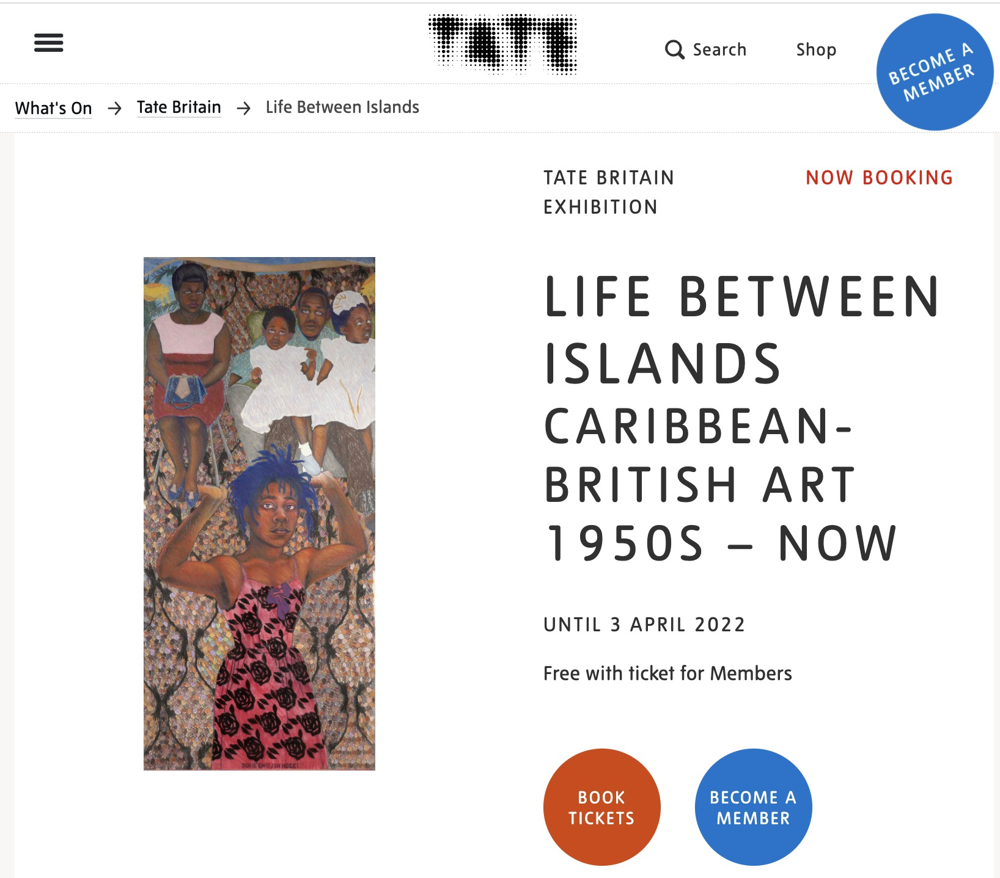 TATE
Search
Shop
BECOME A
MEMBER
What's On → Tate Britain → Life Between Islands
TATE BRITAIN
EXHIBITION
NOW BOOKING
LIFE BETWEEN
ISLANDS
CARIBBEAN-
BRITISH ART
1950S – NOW
UNTIL 3 APRIL 2022
Free with ticket for Members
BOOK
TICKETS
BECOME A
MEMBER
SOME ENGLISH ROSE!